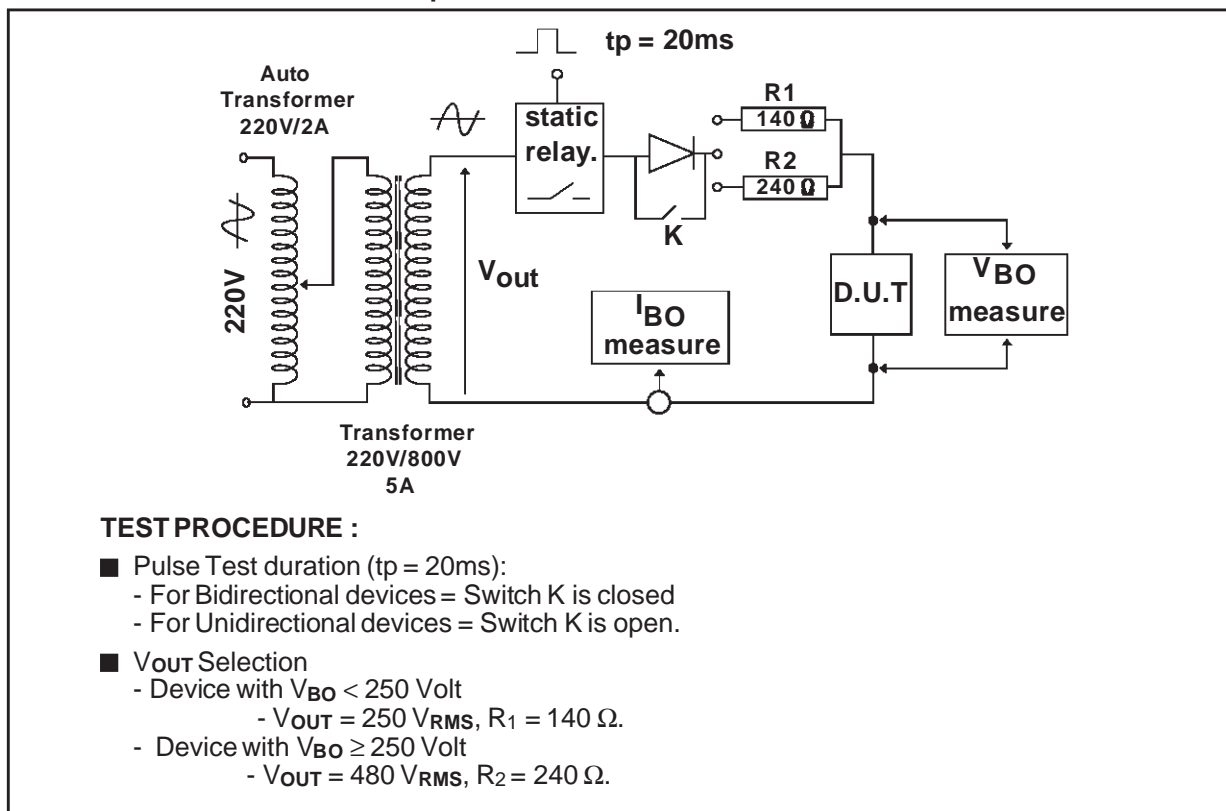 tp = 20ms
Auto
Transformer
220V/2A
static
relay.
R1
140 Ω
R2
240 Ω
K
220V
Vout
IBO
measure
D.U.T
VBO
measure
Transformer
220V/800V
5A
TEST PROCEDURE :
■ Pulse Test duration (tp = 20ms):
- For Bidirectional devices = Switch K is closed
- For Unidirectional devices = Switch K is open.
■ VOUT Selection
- Device with VBO < 250 Volt
- VOUT = 250 VRMS, R1 = 140 Ω.
- Device with VBO ≥ 250 Volt
- VOUT = 480 VRMS, R2 = 240 Ω.